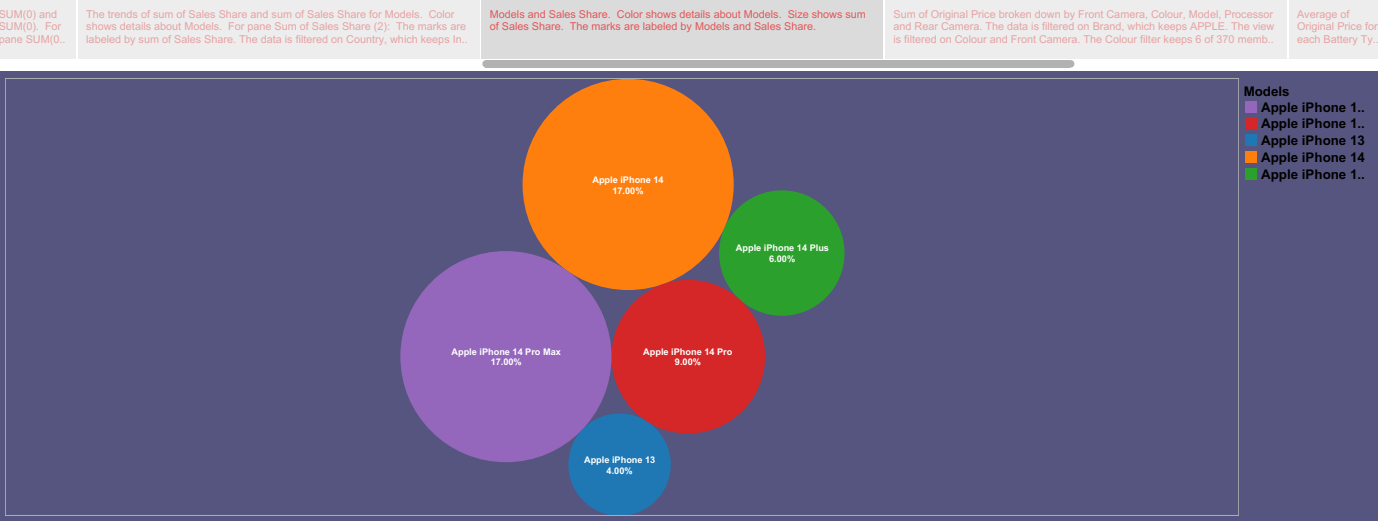 SUM(0) and
SUM(0). For
pane SUM(0..
The trends of sum of Sales Share and sum of Sales Share for Models. Color
shows details about Models. For pane Sum of Sales Share (2): The marks are
labeled by sum of Sales Share. The data is filtered on Country, which keeps In..
Models and Sales Share. Color shows details about Models. Size shows sum
of Sales Share. The marks are labeled by Models and Sales Share.
Sum of Original Price broken down by Front Camera, Colour, Model, Processor
and Rear Camera. The data is filtered on Brand, which keeps APPLE. The view
is filtered on Colour and Front Camera. The Colour filter keeps 6 of 370 memb..
Average of
Original Price for
each Battery Ty..
Apple iPhone 14
17.00%
Apple iPhone 14 Plus
6.00%
Apple iPhone 14 Pro Max
17.00%
Apple iPhone 14 Pro
9.00%
Apple iPhone 13
4.00%
Models
Apple iPhone 1..
Apple iPhone 1..
Apple iPhone 13
Apple iPhone 14
Apple iPhone 1..